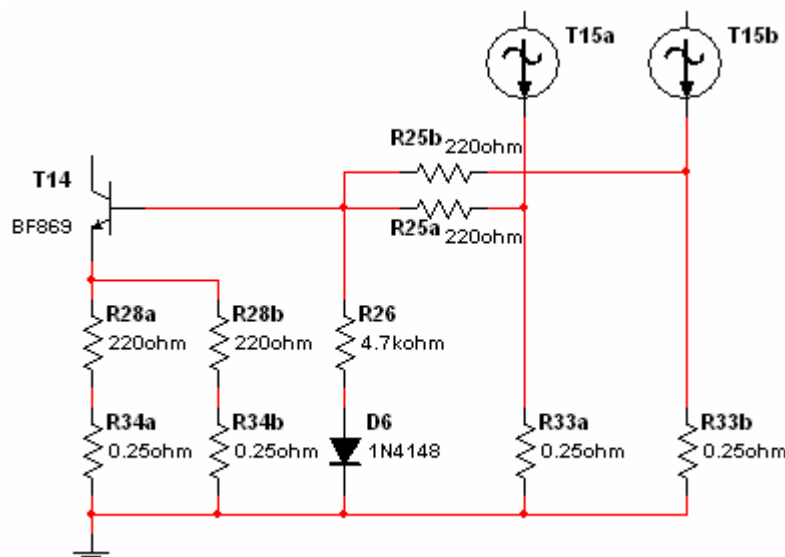 T15a
T15b
R25b
220ohm
T14
BF869
R25a
220ohm
R28a
220ohm
R28b
220ohm
R26
4.7kohm
R34a
0.25ohm
R34b
0.25ohm
D6
1N4148
R33a
0.25ohm
R33b
0.25ohm